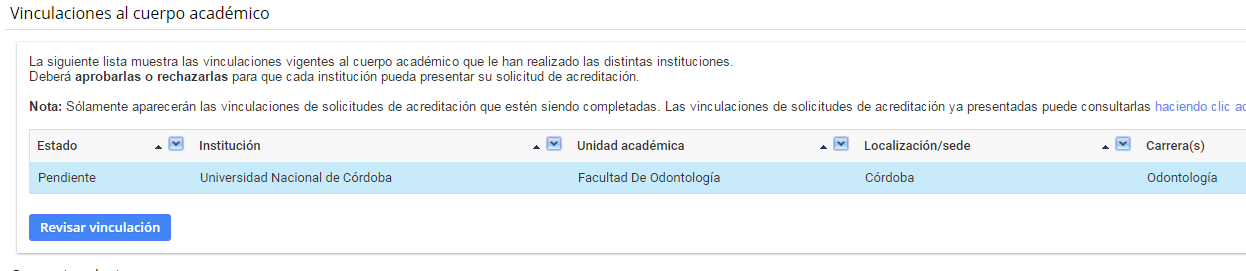 Vinculaciones al cuerpo académico
La siguiente lista muestra las vinculaciones vigentes al cuerpo académico que le han realizado las distintas instituciones.
Deberá aprobarlas o rechazarlas para que cada institución pueda presentar su solicitud de acreditación.
Nota: Sólamente aparecerán las vinculaciones de solicitudes de acreditación que estén siendo completadas. Las vinculaciones de solicitudes de acreditación ya presentadas puede consultarlas haciendo clic
Estado Institución Unidad académica Localización/sede Carrera(s)
Pendiente Universidad Nacional de Córdoba Facultad De Odontología Córdoba Odontología
Revisar vinculación